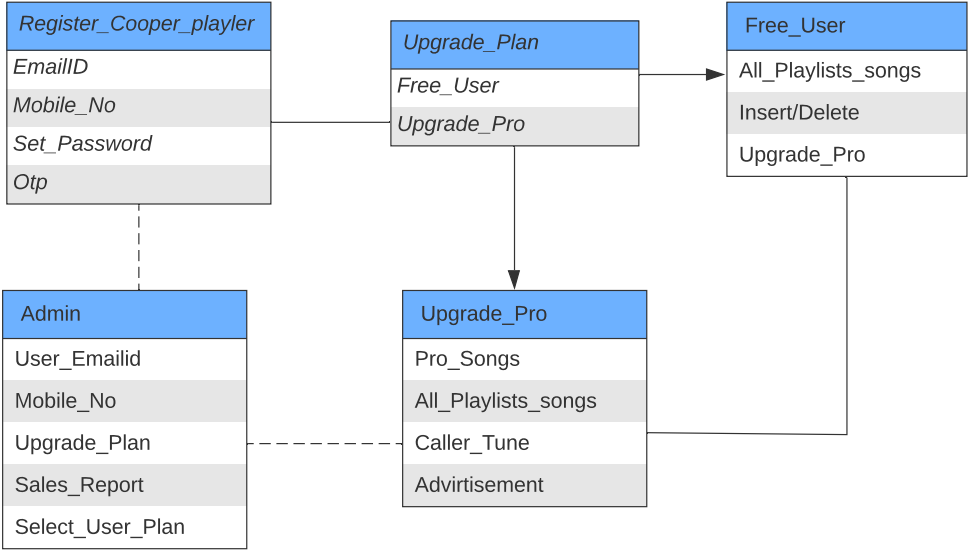 Register_Cooper_playler
EmailID
Mobile_No
Set_Password
Otp
Upgrade_Plan
Free_User
Upgrade_Pro
Free_User
All_Playlists_songs
Insert/Delete
Upgrade_Pro
Admin
User_Emailid
Mobile_No
Upgrade_Plan
Sales_Report
Select_User_Plan
Upgrade_Pro
Pro_Songs
All_Playlists_songs
Caller_Tune
Advirtisement